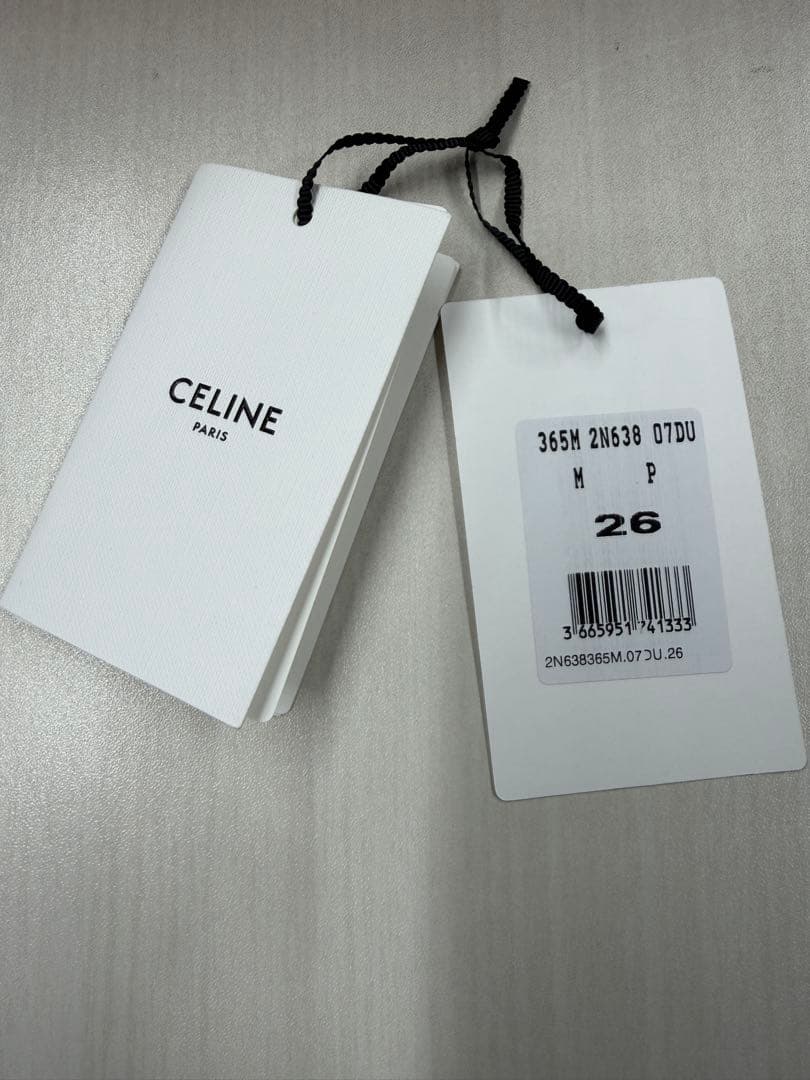 CELINE
PARIS
365M 2N638 07DU
M P
26
3 665951 741333
2N638365M.07DU.26